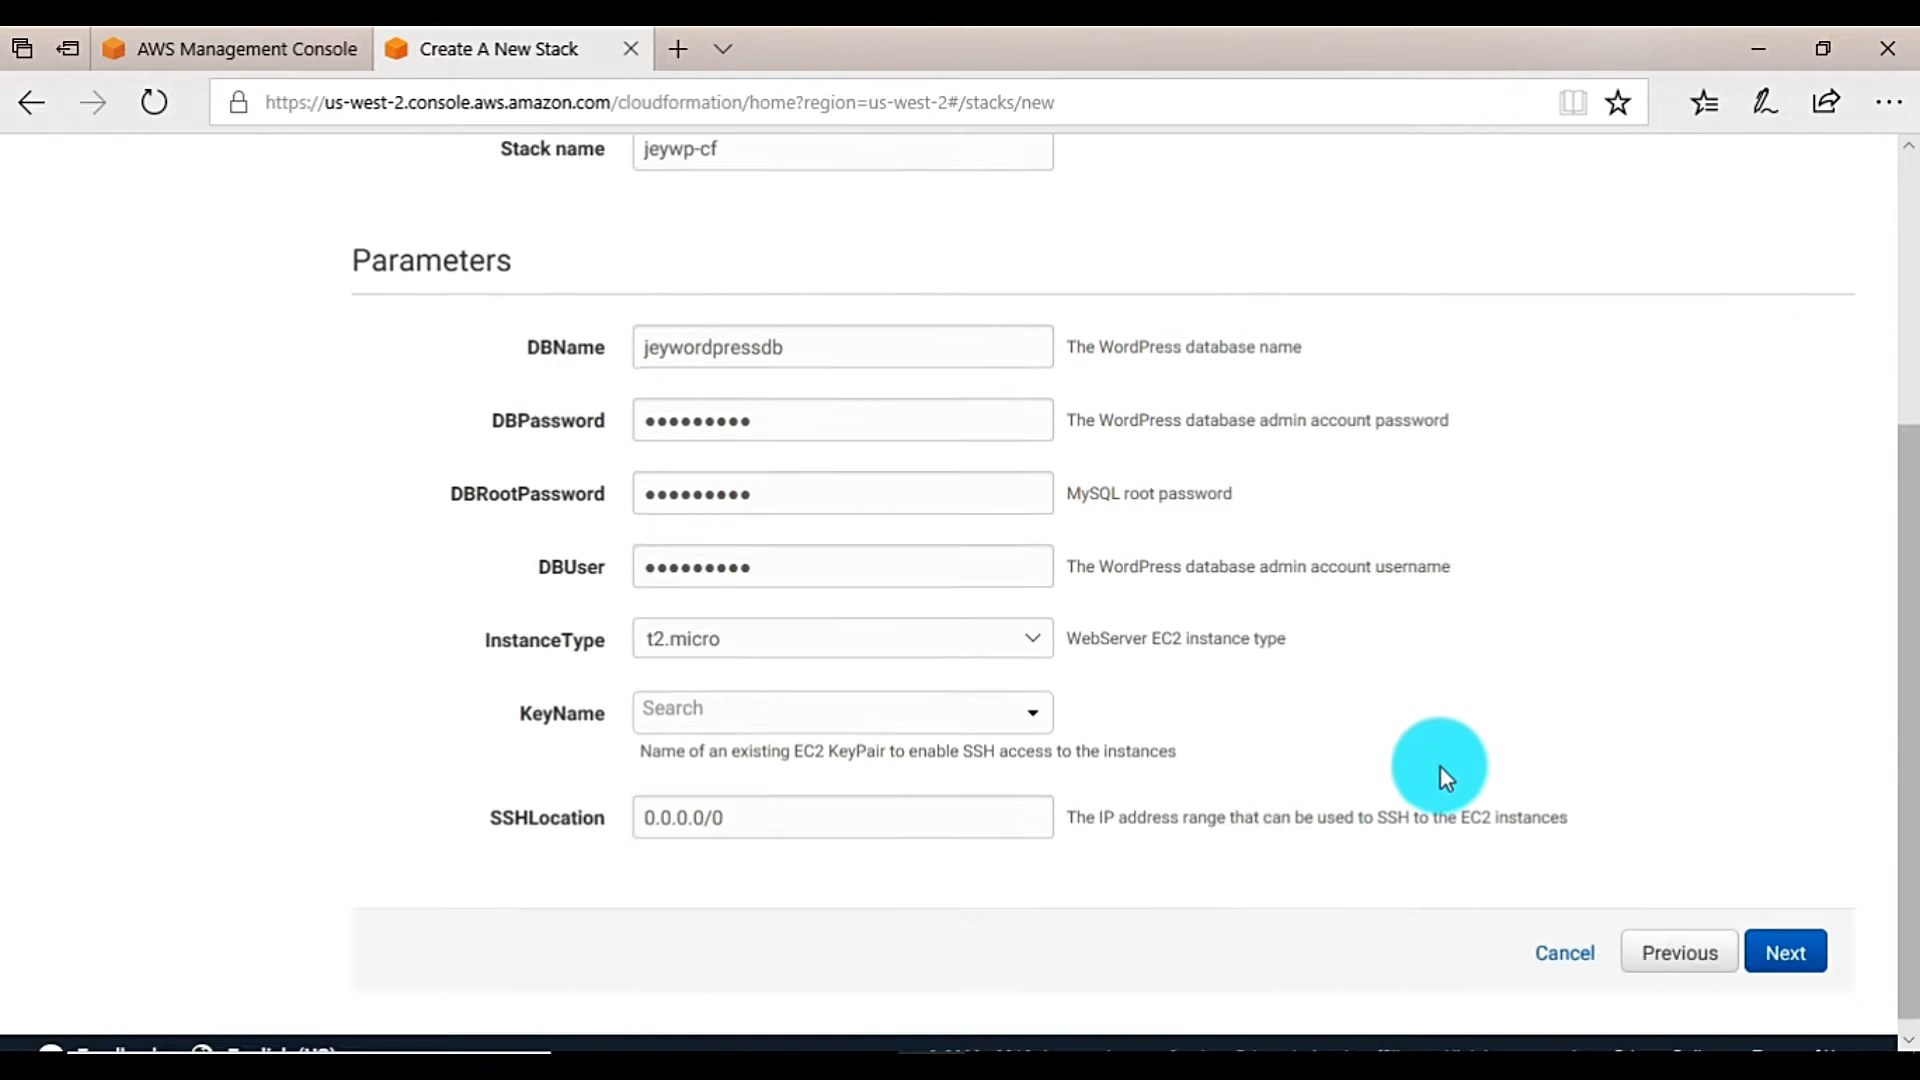 AWS Management Console
Create A New Stack
https://us-west-2.console.aws.amazon.com/cloudformation/home?region=us-west-2#/stacks/new
Stack name
jeywp-cf
Parameters
DBName
jeywordpressdb
The WordPress database name
DBPassword
•••••••••
The WordPress database admin account password
DBRootPassword
•••••••••
MySQL root password
DBUser
•••••••••
The WordPress database admin account username
InstanceType
t2.micro
WebServer EC2 instance type
KeyName
Search
Name of an existing EC2 KeyPair to enable SSH access to the instances
SSHLocation
0.0.0.0/0
The IP address range that can be used to SSH to the EC2 instances
Cancel
Previous
Next